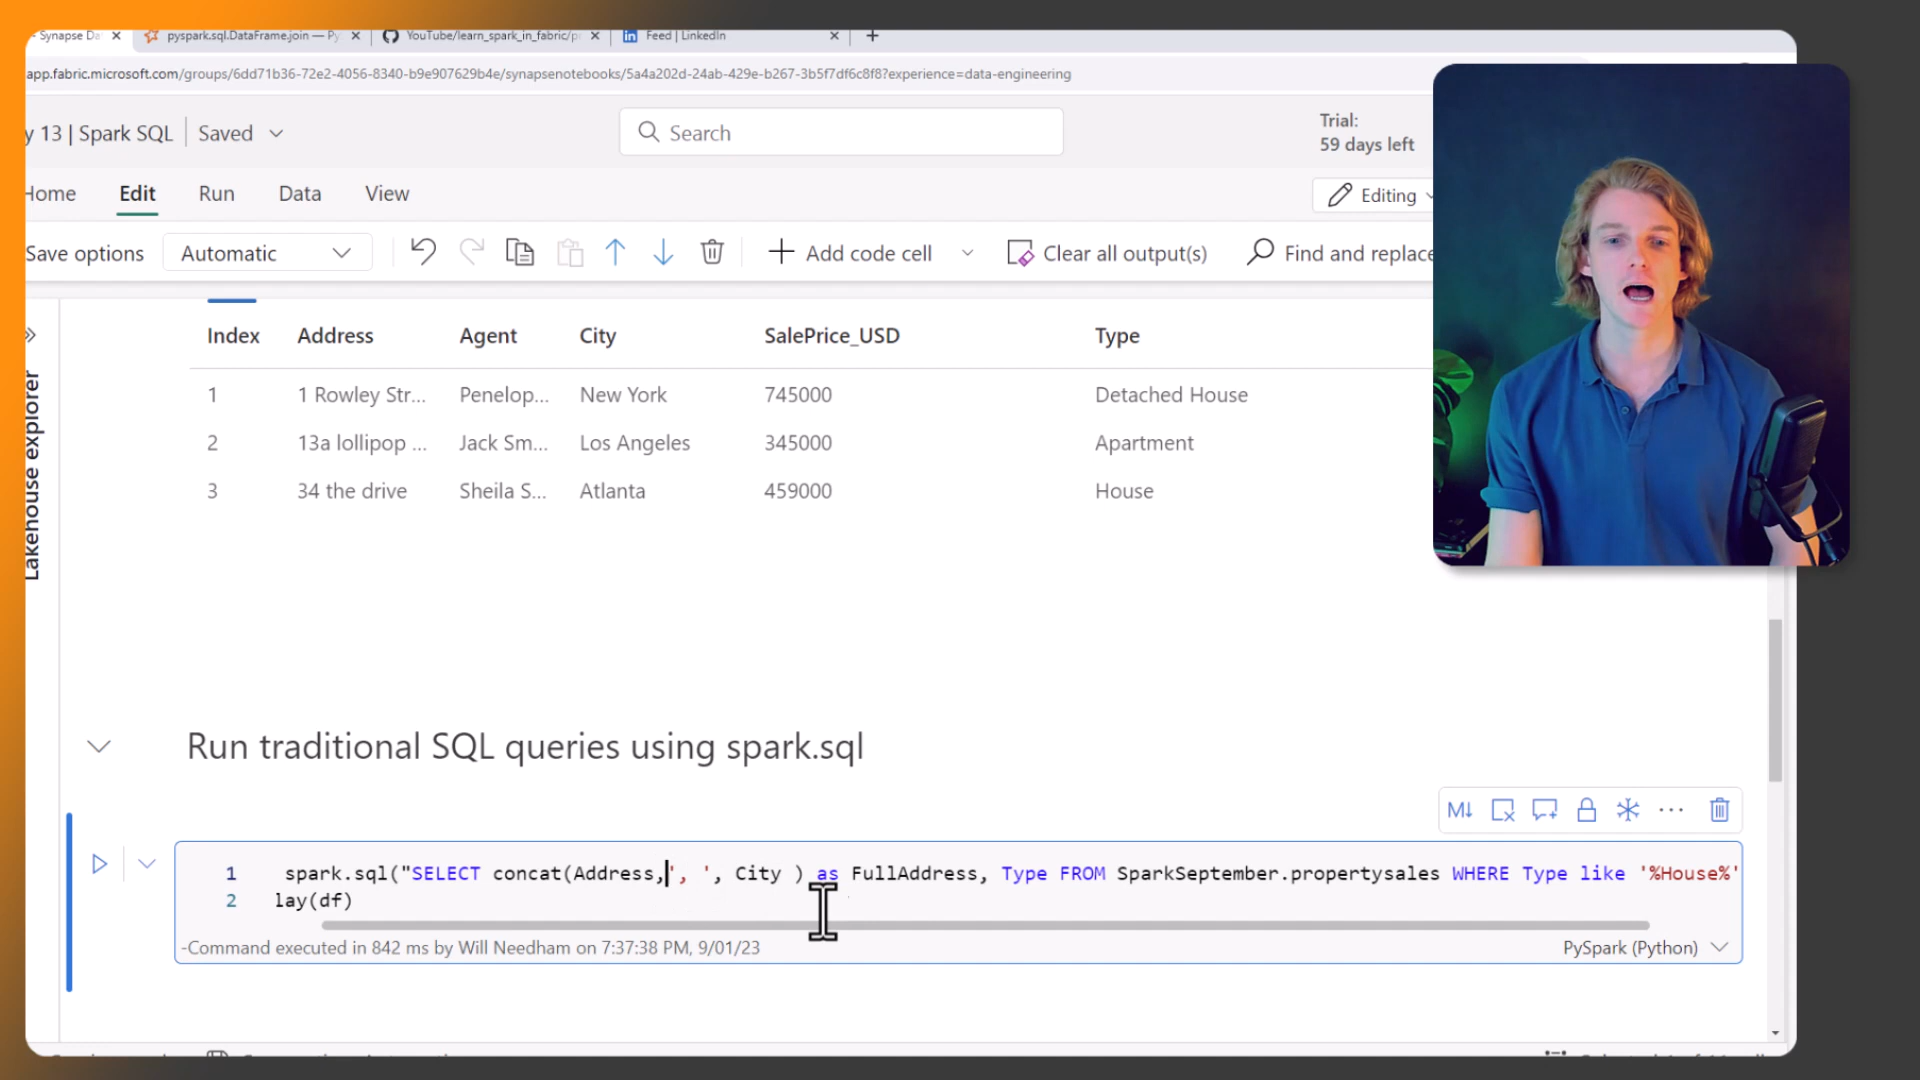 Synapse Da
pyspark.sql.DataFrame.join — Py
YouTube/learn_spark_in_fabric/pr
Feed | LinkedIn
app.fabric.microsoft.com/groups/6dd71b36-72e2-4056-8340-b9e907629b4e/synapsenotebooks/5a4a202d-24ab-429e-b267-3b5f7df6c8f8?experience=data-engineering
y 13 | Spark SQL
Saved
Search
Trial:
59 days left
Home
Edit
Run
Data
View
Editing
Save options
Automatic
Add code cell
Clear all output(s)
Find and replace
Lakehouse explorer
Index Address Agent City SalePrice_USD Type
1 1 Rowley Str... Penelop... New York 745000 Detached House
2 13a lollipop ... Jack Sm... Los Angeles 345000 Apartment
3 34 the drive Sheila S... Atlanta 459000 House
Run traditional SQL queries using spark.sql
M↓
1 spark.sql("SELECT concat(Address,', ', City ) as FullAddress, Type FROM SparkSeptember.propertysales WHERE Type like '%House%'
2 lay(df)
-Command executed in 842 ms by Will Needham on 7:37:38 PM, 9/01/23
PySpark (Python)